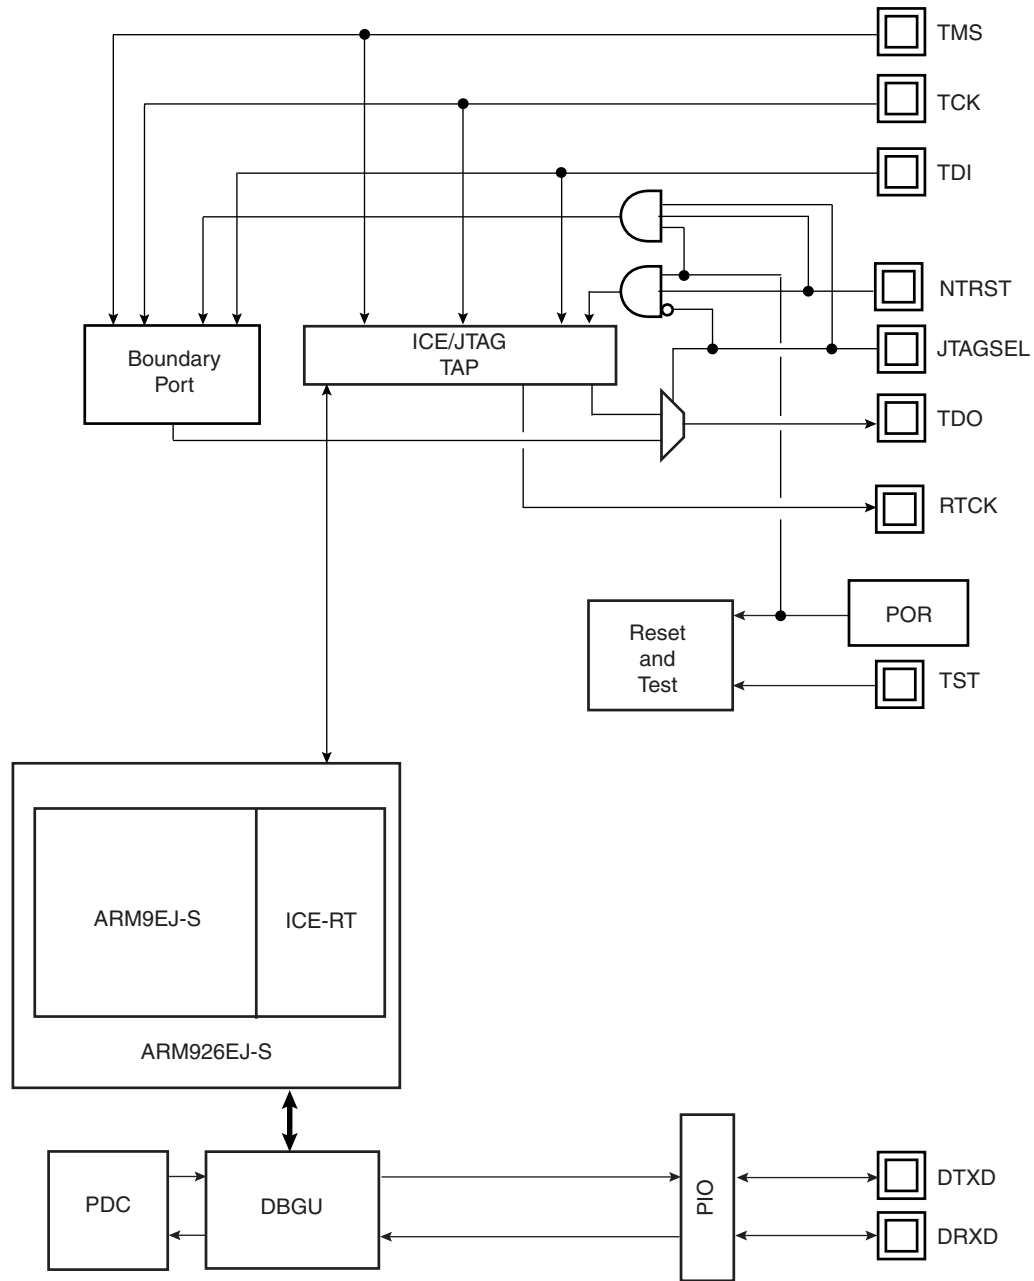 TMS
TCK
TDI
NTRST
JTAGSEL
Boundary
Port
ICE/JTAG
TAP
TDO
RTCK
POR
Reset
and
Test
TST
ARM9EJ-S
ICE-RT
ARM926EJ-S
PDC
DBGU
PIO
DTXD
DRXD